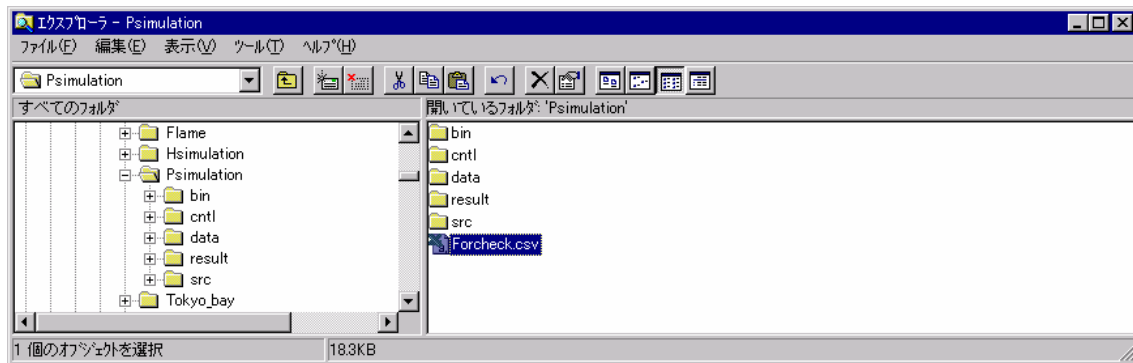 ｴｸｽﾌﾟﾛｰﾗ - Psimulation
ﾌｧｲﾙ(F) 編集(E) 表示(V) ﾂｰﾙ(T) ﾍﾙﾌﾟ(H)
Psimulation
すべてのﾌｫﾙﾀﾞ
開いているﾌｫﾙﾀﾞ: 'Psimulation'
Flame
Hsimulation
Psimulation
bin
cntl
data
result
src
Tokyo_bay
bin
cntl
data
result
src
Forcheck.csv
1 個のｵﾌﾞｼﾞｪｸﾄを選択
18.3KB